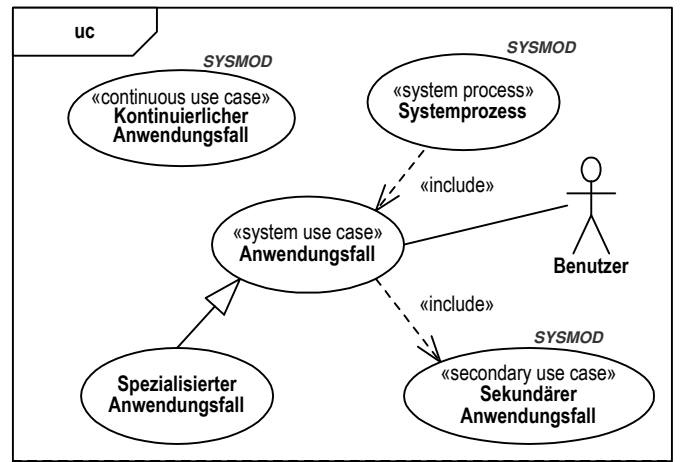 uc
SYSMOD
«continuous use case»
Kontinuierlicher
Anwendungsfall
SYSMOD
«system process»
Systemprozess
«include»
«system use case»
Anwendungsfall
Benutzer
«include»
Spezialisierter
Anwendungsfall
SYSMOD
«secondary use case»
Sekundärer
Anwendungsfall